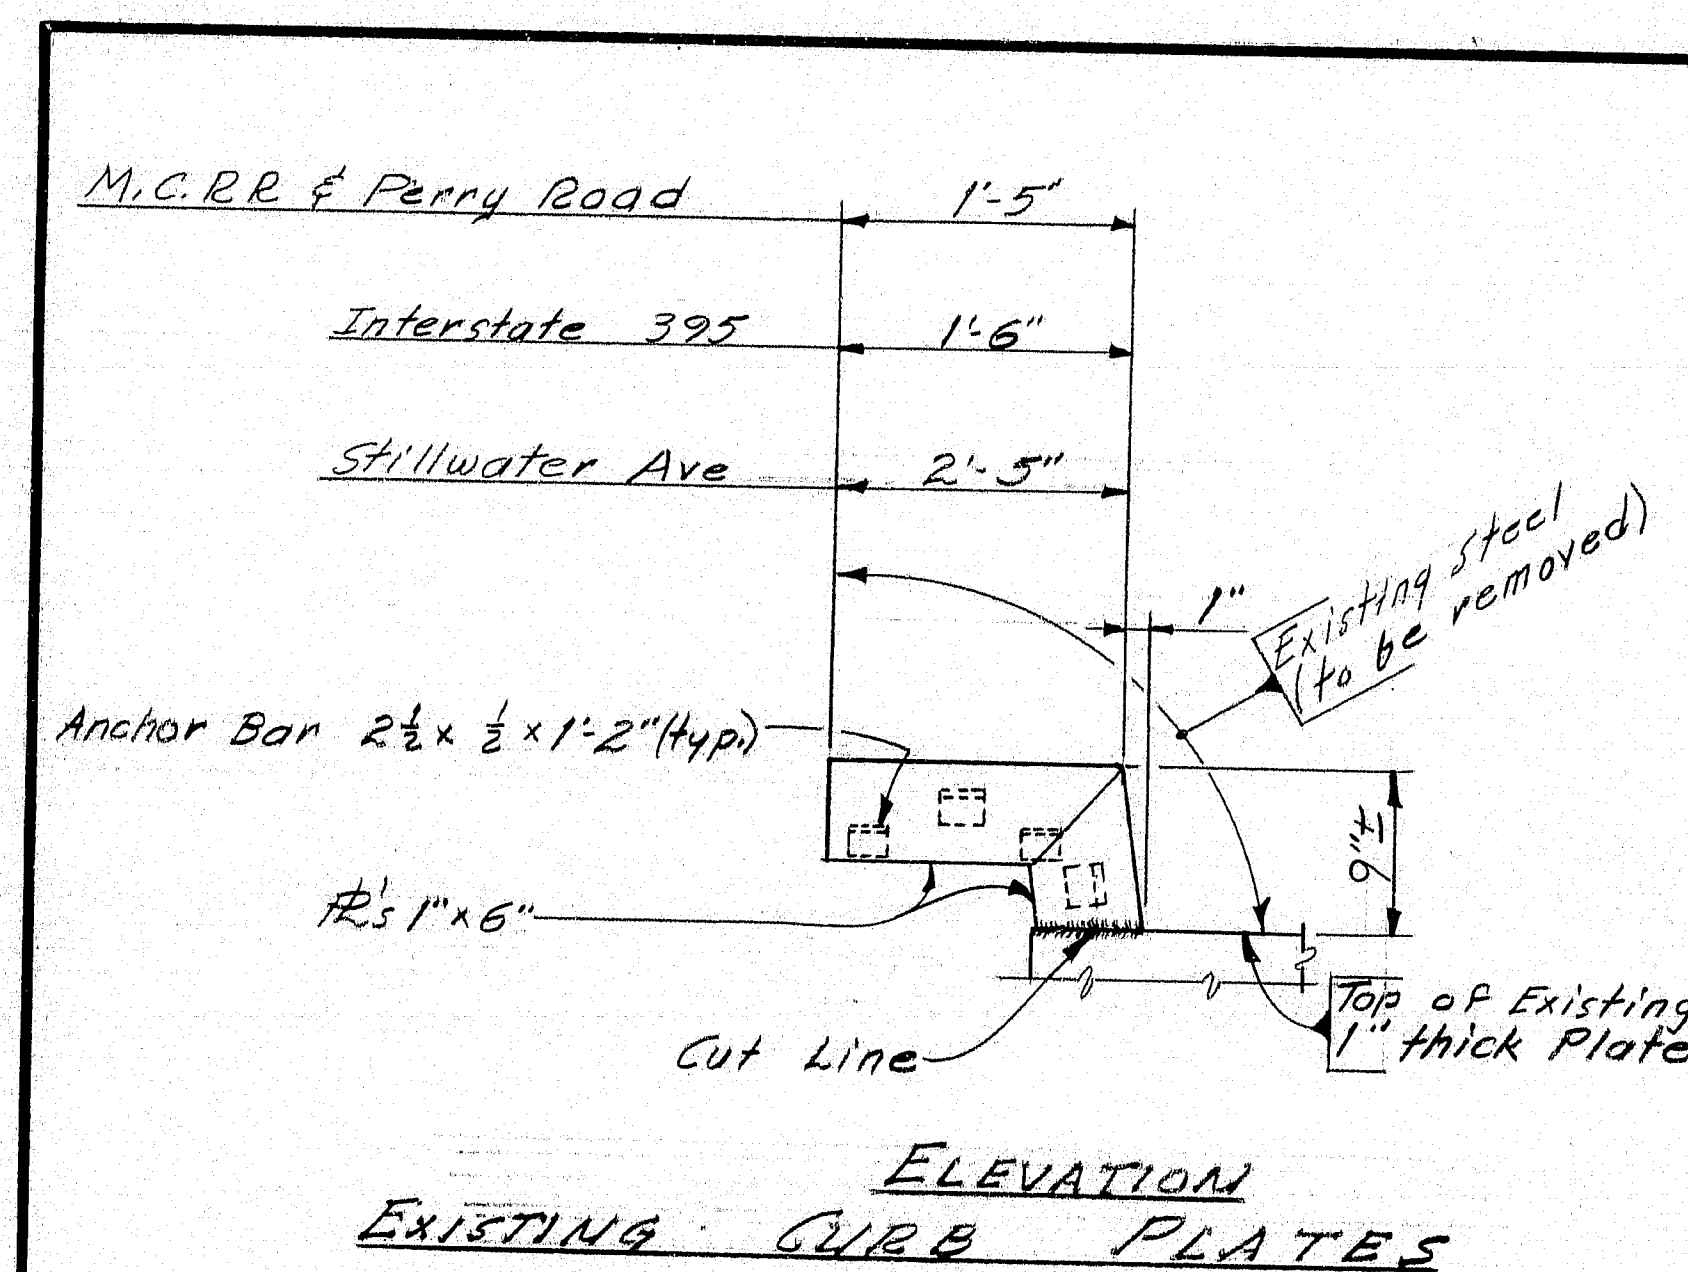 M.C.RR & Perry Road 1'-5"
Interstate 395 1'-6"
Stillwater Ave 2'-5"
1"
Existing Steel
(to be removed)
Anchor Bar 2½ x ½ x 1'-2" (typ.)
9"±
PL's 1" x 6"
Top of Existing
1" thick Plate
Cut Line
ELEVATION
EXISTING CURB PLATES